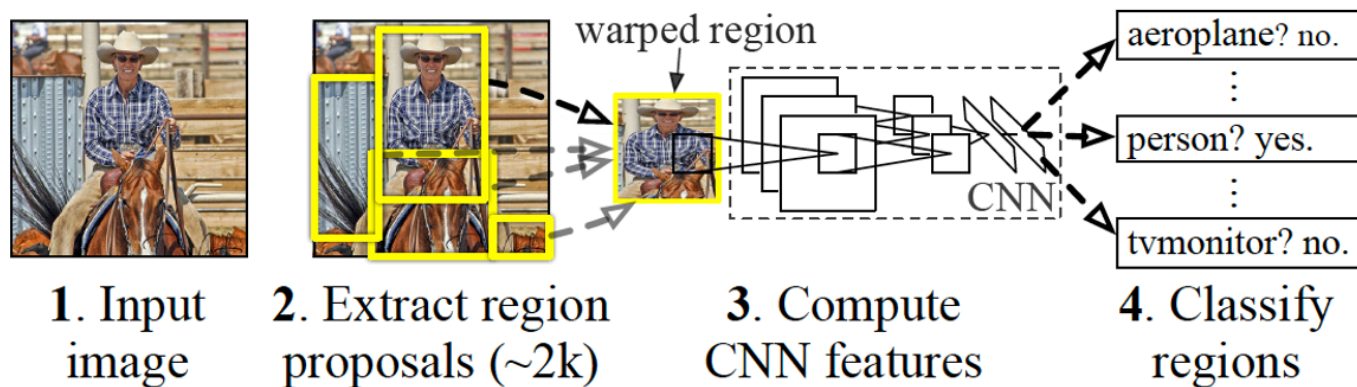 warped region
aeroplane? no.
⋮
person? yes.
CNN
⋮
tvmonitor? no.
1. Input
image
2. Extract region
proposals (~2k)
3. Compute
CNN features
4. Classify
regions